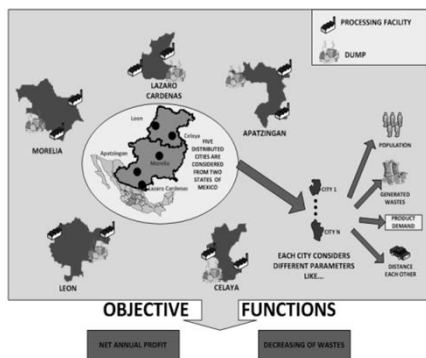 PROCESSING FACILITY
DUMP
LAZARO
CARDENAS
MORELIA
APATZINGAN
Leon
Celaya
Apatzingan
Morelia
Lazaro Cardenas
FIVE
DISTRIBUTED
CITIES ARE
CONSIDERED
FROM TWO
STATES OF
MEXICO
LEON
CELAYA
CITY 1
CITY N
EACH CITY CONSIDERS
DIFFERENT PARAMETERS
LIKE...
POPULATION
GENERATED
WASTES
PRODUCT
DEMAND
DISTANCE
EACH OTHER
OBJECTIVE FUNCTIONS
NET ANNUAL PROFIT
DECREASING OF WASTES